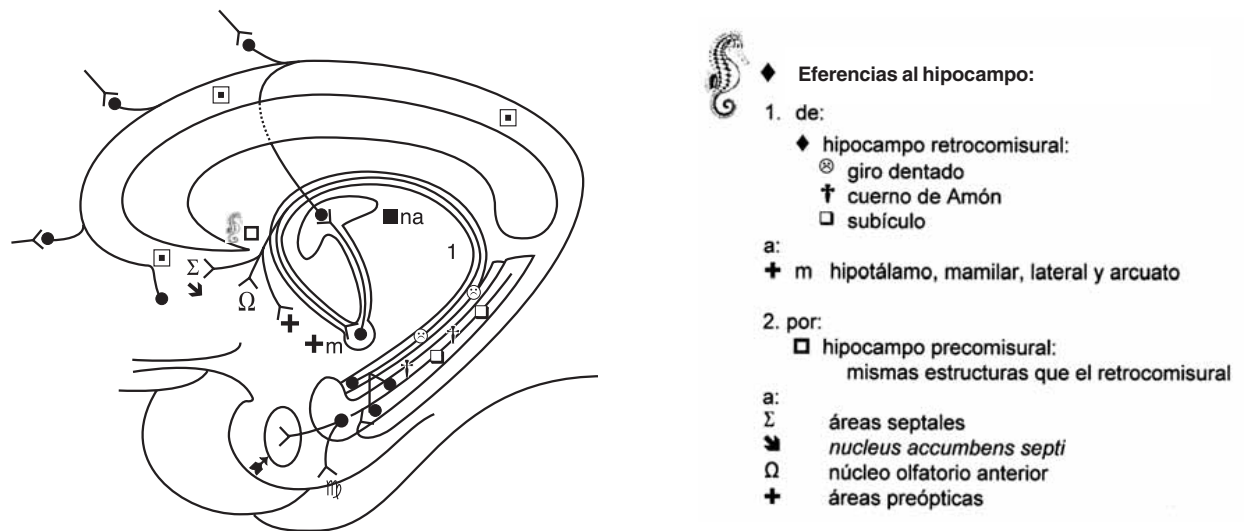 na
1
Σ
Ω
m
♍
Eferencias al hipocampo:
1. de:
hipocampo retrocomisural:
giro dentado
cuerno de Amón
subículo
a:
m hipotálamo, mamilar, lateral y arcuato
2. por:
hipocampo precomisural:
mismas estructuras que el retrocomisural
a:
Σ áreas septales
nucleus accumbens septi
Ω núcleo olfatorio anterior
áreas preópticas